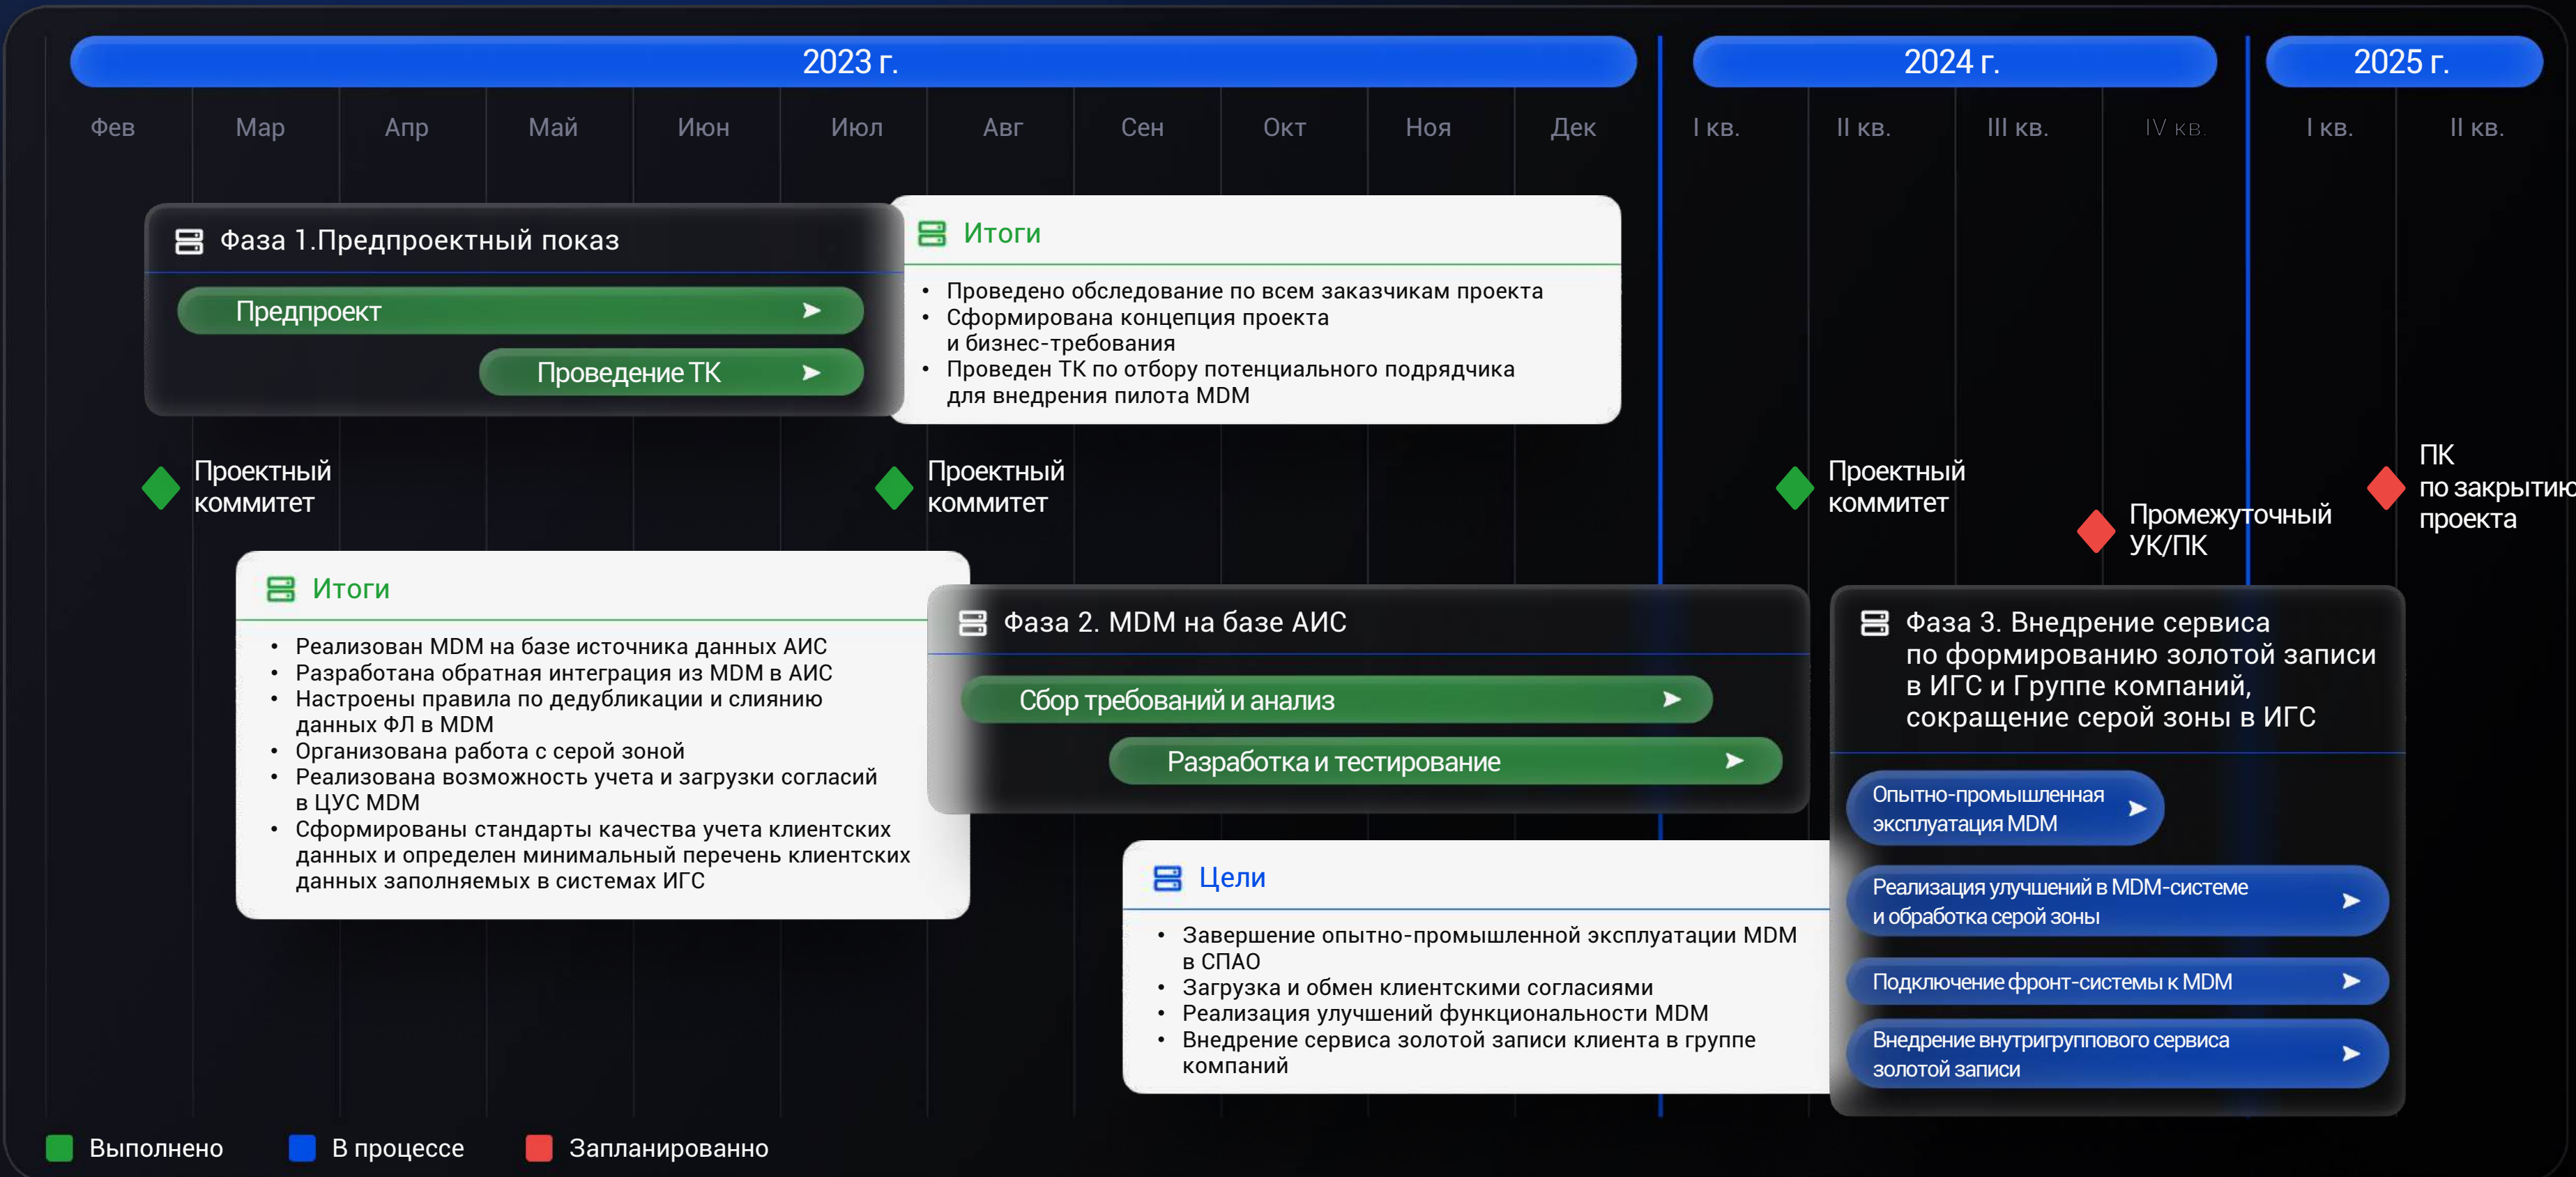 2023 г.
2024 г.
2025 г.
Фев
Мар
Апр
Май
Июн
Июл
Авг
Сен
Окт
Ноя
Дек
I кв.
II кв.
III кв.
IV кв.
I кв.
II кв.
Фаза 1.Предпроектный показ
Предпроект
Проведение ТК
Итоги
• Проведено обследование по всем заказчикам проекта
• Сформирована концепция проекта
и бизнес-требования
• Проведен ТК по отбору потенциального подрядчика
для внедрения пилота MDM
Проектный
коммитет
Проектный
коммитет
Проектный
коммитет
Промежуточный
УК/ПК
ПК
по закрытию
проекта
Итоги
• Реализован MDM на базе источника данных АИС
• Разработана обратная интеграция из MDM в АИС
• Настроены правила по дедубликации и слиянию
данных ФЛ в MDM
• Организована работа с серой зоной
• Реализована возможность учета и загрузки согласий
в ЦУС MDM
• Сформированы стандарты качества учета клиентских
данных и определен минимальный перечень клиентских
данных заполняемых в системах ИГС
Фаза 2. MDM на базе АИС
Сбор требований и анализ
Разработка и тестирование
Цели
• Завершение опытно-промышленной эксплуатации MDM
в СПАО
• Загрузка и обмен клиентскими согласиями
• Реализация улучшений функциональности MDM
• Внедрение сервиса золотой записи клиента в группе
компаний
Фаза 3. Внедрение сервиса
по формированию золотой записи
в ИГС и Группе компаний,
сокращение серой зоны в ИГС
Опытно-промышленная
эксплуатация MDM
Реализация улучшений в MDM-системе
и обработка серой зоны
Подключение фронт-системы к MDM
Внедрение внутригруппового сервиса
золотой записи
Выполнено
В процессе
Запланированно